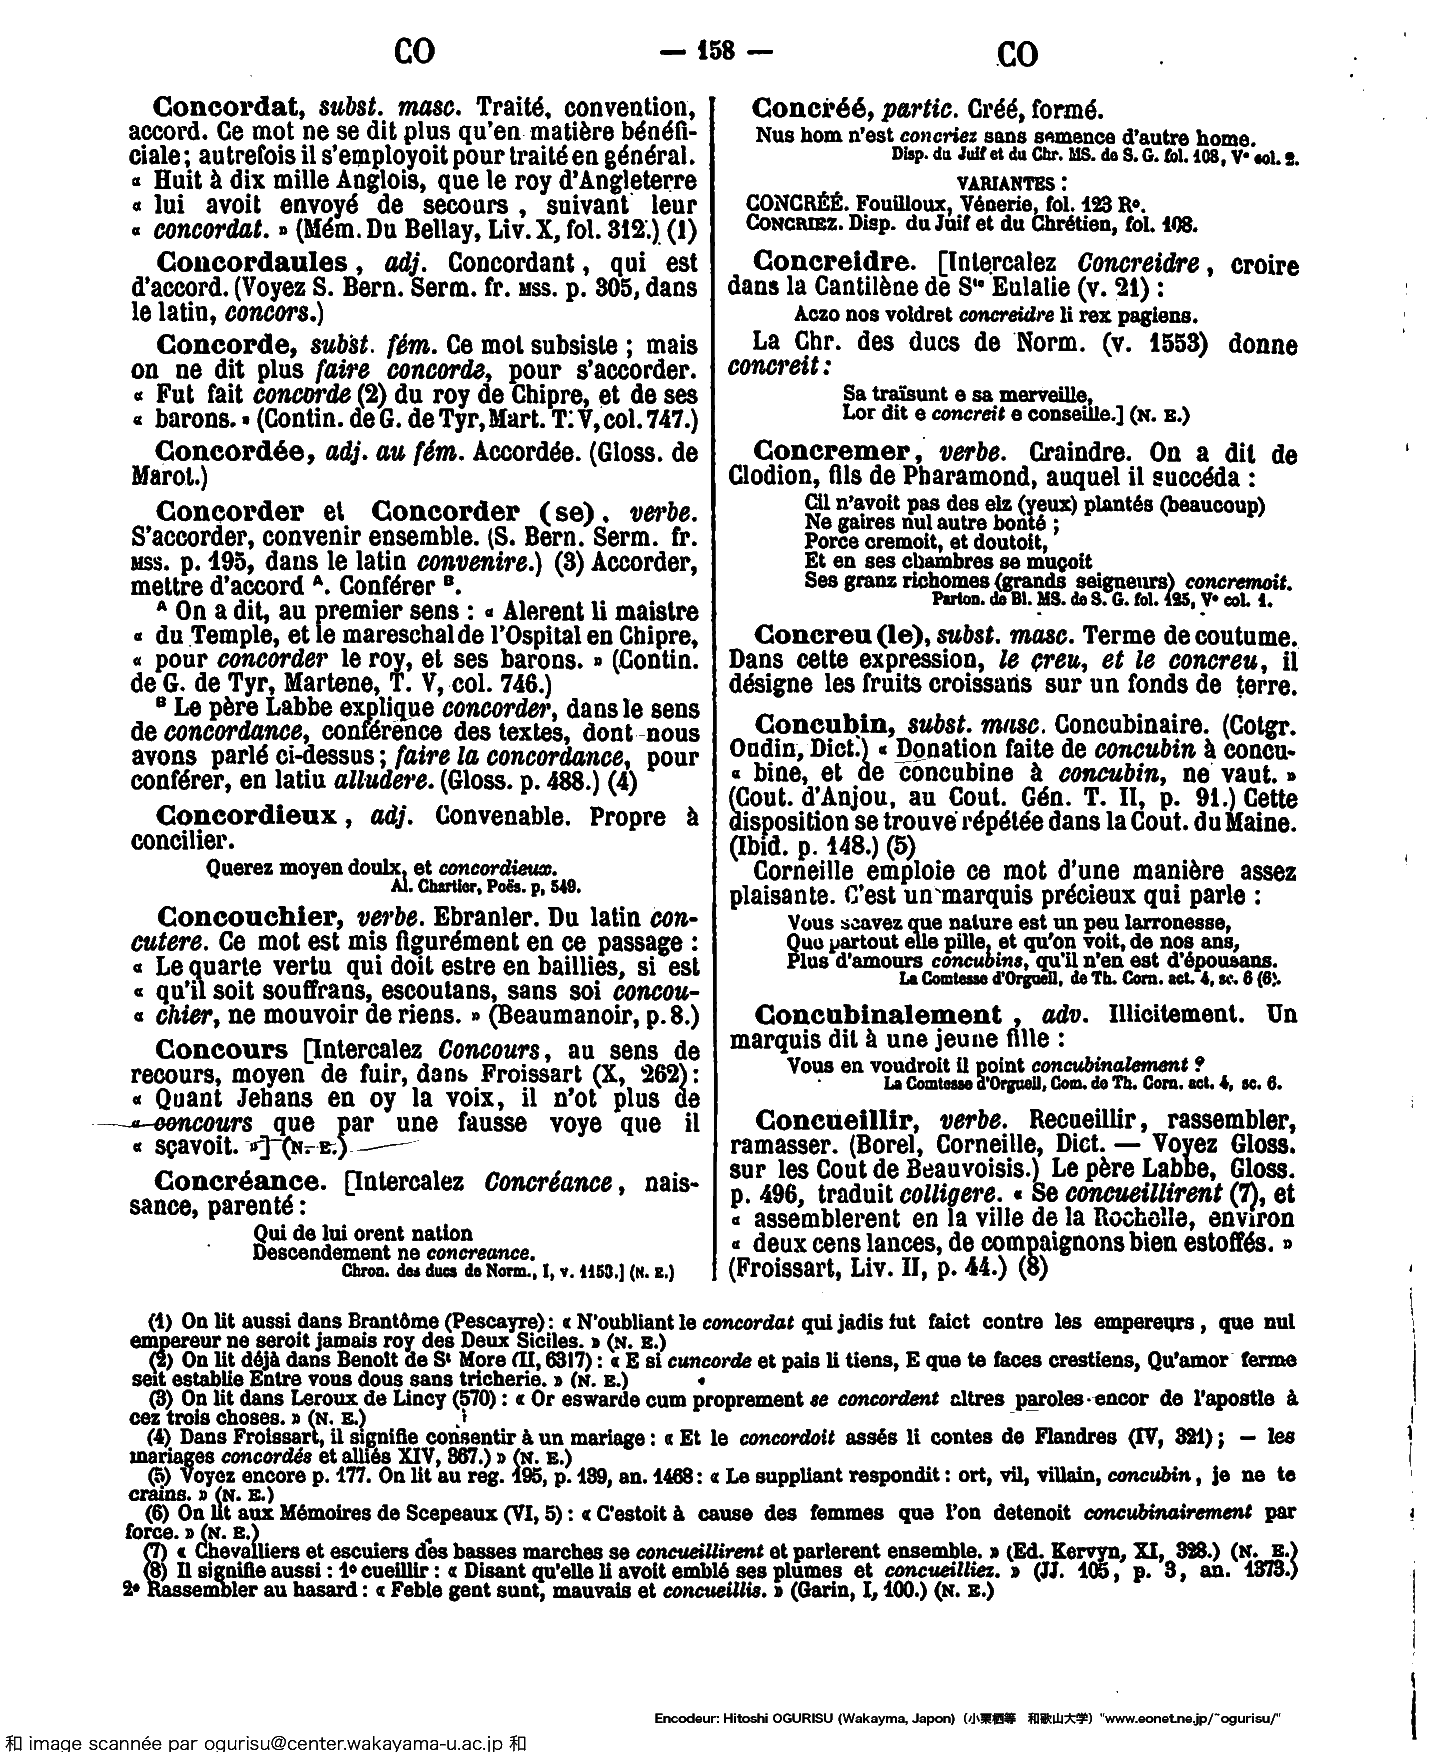 CO
— 158 —
CO
Concordat, subst. masc. Traité, convention,
accord. Ce mot ne se dit plus qu'en matière bénéfi-
ciale; autrefois il s'employoit pour traité en général.
« Huit à dix mille Anglois, que le roy d'Angleterre
« lui avoit envoyé de secours, suivant leur
« concordat. » (Mém. Du Bellay, Liv. X, fol. 312.) (1)
Concordaules, adj. Concordant, qui est
d'accord. (Voyez S. Bern. Serm. fr. MSS. p. 305, dans
le latin, concors.)
Concorde, subst. fém. Ce mot subsiste; mais
on ne dit plus faire concorde, pour s'accorder.
« Fut fait concorde (2) du roy de Chipre, et de ses
« barons. » (Contin. de G. de Tyr, Mart. T. V, col. 747.)
Concordée, adj. au fém. Accordée. (Gloss. de
Marot.)
Concorder et Concorder (se), verbe.
S'accorder, convenir ensemble. (S. Bern. Serm. fr.
MSS. p. 195, dans le latin convenire.) (3) Accorder,
mettre d'accord A. Conférer B.
A On a dit, au premier sens : « Alerent li maistre
« du Temple, et le mareschal de l'Ospital en Chipre,
« pour concorder le roy, et ses barons. » (Contin.
de G. de Tyr, Martene, T. V, col. 746.)
B Le père Labbe explique concorder, dans le sens
de concordance, conférence des textes, dont nous
avons parlé ci-dessus; faire la concordance, pour
conférer, en latiu alludere. (Gloss. p. 488.) (4)
Concordieux, adj. Convenable. Propre à
concilier.
Querez moyen doulx, et concordieux.
Al. Chartier, Poës. p, 549.
Concouchier, verbe. Ebranler. Du latin con-
cutere. Ce mot est mis figurément en ce passage :
« Le quarte vertu qui doit estre en baillies, si est
« qu'il soit souffrans, escoutans, sans soi concou-
« chier, ne mouvoir de riens. » (Beaumanoir, p. 8.)
Concours [Intercalez Concours, au sens de
recours, moyen de fuir, dans Froissart (X, 262) :
« Quant Jehans en oy la voix, il n'ot plus de
« concours que par une fausse voye que il
« sçavoit. »] (N. E.)
Concréance. [Intercalez Concréance, nais-
sance, parenté :
Qui de lui orent nation
Descendement ne concreance.
Chron. des ducs de Norm., I, v. 1153.] (N. E.)
Concréé, partic. Créé, formé.
Nus hom n'est concriez sans semence d'autre home.
Disp. du Juif et du Chr. MS. de S. G. fol. 108, V° col. 2.
VARIANTES :
CONCRÉÉ. Fouilloux, Vénerie, fol. 123 R°.
CONCRIEZ. Disp. du Juif et du Chrétien, fol. 108.
Concreidre. [Intercalez Concreidre, croire
dans la Cantilène de Ste Eulalie (v. 21) :
Aczo nos voldret concreidre li rex pagiens.
La Chr. des ducs de Norm. (v. 1553) donne
concreit :
Sa traïsunt e sa merveille,
Lor dit e concreit e conseille.] (N. E.)
Concremer, verbe. Craindre. On a dit de
Clodion, fils de Pharamond, auquel il succéda :
Cil n'avoit pas des elz (yeux) plantés (beaucoup)
Ne gaires nul autre bonté;
Porce cremoit, et doutoit,
Et en ses chambres se muçoit
Ses granz richomes (grands seigneurs) concremoit.
Parton. de Bl. MS. de S. G. fol. 125, V° col. 1.
Concreu (le), subst. masc. Terme de coutume.
Dans cette expression, le creu, et le concreu, il
désigne les fruits croissans sur un fonds de terre.
Concubin, subst. masc. Concubinaire. (Cotgr.
Oudin, Dict.) « Donation faite de concubin à concu-
« bine, et de concubine à concubin, ne vaut. »
(Cout. d'Anjou, au Cout. Gén. T. II, p. 91.) Cette
disposition se trouve répétée dans la Cout. du Maine.
(Ibid. p. 148.) (5)
Corneille emploie ce mot d'une manière assez
plaisante. C'est un marquis précieux qui parle :
Vous scavez que nature est un peu larronesse,
Que partout elle pille, et qu'on voit, de nos ans,
Plus d'amours concubins, qu'il n'en est d'épousans.
La Comtesse d'Orgueil, de Th. Corn. act. 4, sc. 6 (6).
Concubinalement, adv. Illicitement. Un
marquis dit à une jeune fille :
Vous en voudroit il point concubinalement ?
La Comtesse d'Orgueil, Com. de Th. Corn. act. 4, sc. 6.
Concueillir, verbe. Recueillir, rassembler,
ramasser. (Borel, Corneille, Dict. — Voyez Gloss.
sur les Cout de Beauvoisis.) Le père Labbe, Gloss.
p. 496, traduit colligere. « Se concueillirent (7), et
« assemblerent en la ville de la Rochelle, environ
« deux cens lances, de compaignons bien estoffés. »
(Froissart, Liv. II, p. 44.) (8)
(1) On lit aussi dans Brantôme (Pescayre) : « N'oubliant le concordat qui jadis fut faict contre les empereurs, que nul
empereur ne seroit jamais roy des Deux Siciles. » (N. E.)
(2) On lit déjà dans Benoit de St More (II, 6317) : « E si cuncorde et pais li tiens, E que te faces crestiens, Qu'amor ferme
seit establie Entre vous dous sans tricherie. » (N. E.)
(3) On lit dans Leroux de Lincy (570) : « Or eswarde cum proprement se concordent altres paroles encor de l'apostle à
cez trois choses. » (N. E.)
(4) Dans Froissart, il signifie consentir à un mariage : « Et le concordoit assés li contes de Flandres (IV, 321); — les
mariages concordés et alliés XIV, 367.) » (N. E.)
(5) Voyez encore p. 177. On lit au reg. 195, p. 139, an. 1468 : « Le suppliant respondit : ort, vil, villain, concubin, je ne te
crains. » (N. E.)
(6) On lit aux Mémoires de Scepeaux (VI, 5) : « C'estoit à cause des femmes que l'on detenoit concubinairement par
force. » (N. E.)
(7) « Chevalliers et escuiers des basses marches se concueillirent et parlerent ensemble. » (Ed. Kervyn, XI, 328.) (N. E.)
(8) Il signifie aussi : 1° cueillir : « Disant qu'elle li avoit emblé ses plumes et concueilliez. » (JJ. 105, p. 3, an. 1373.)
2° Rassembler au hasard : « Feble gent sunt, mauvais et concueillis. » (Garin, I, 100.) (N. E.)
Encodeur: Hitoshi OGURISU (Wakayma, Japon) (小栗栖等 和歌山大学) "www.eonet.ne.jp/~ogurisu/"
和 image scannée par ogurisu@center.wakayama-u.ac.jp 和